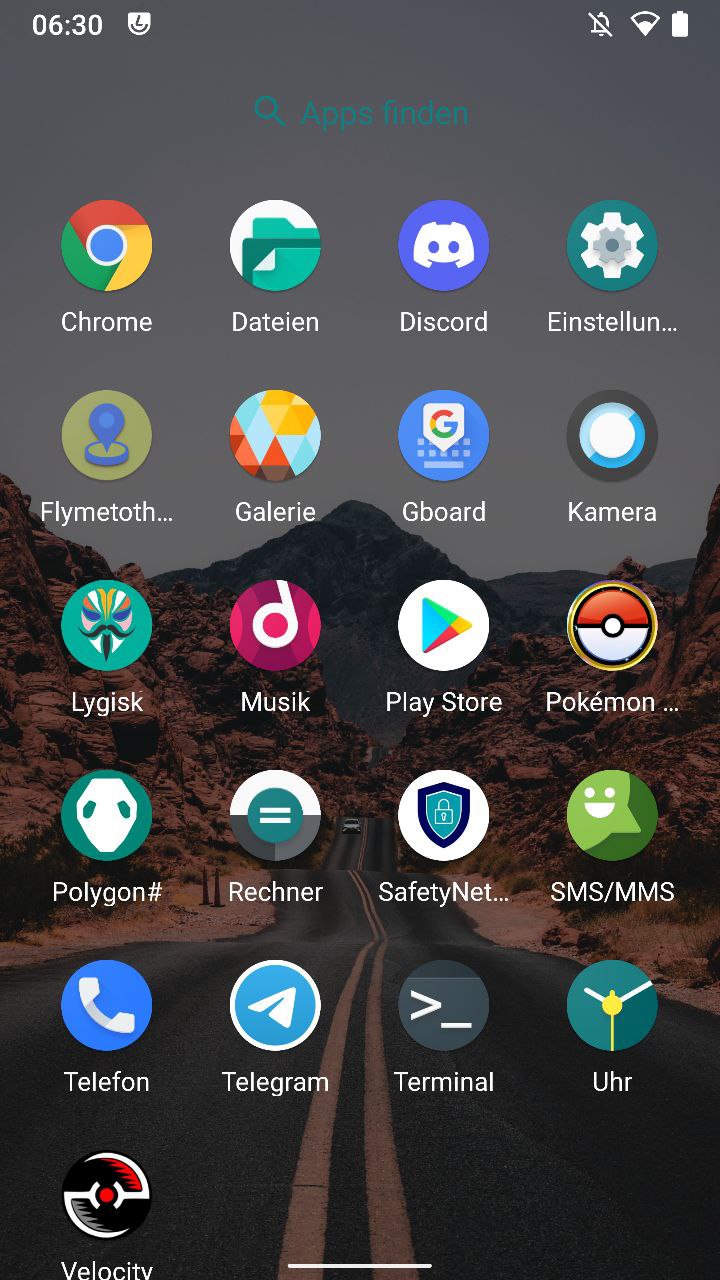 06:30
Apps finden
Chrome
Dateien
Discord
Einstellun…
Flymetoth…
Galerie
Gboard
Kamera
Lygisk
Musik
Play Store
Pokémon …
Polygon#
Rechner
SafetyNet…
SMS/MMS
Telefon
Telegram
Terminal
Uhr
Velocity